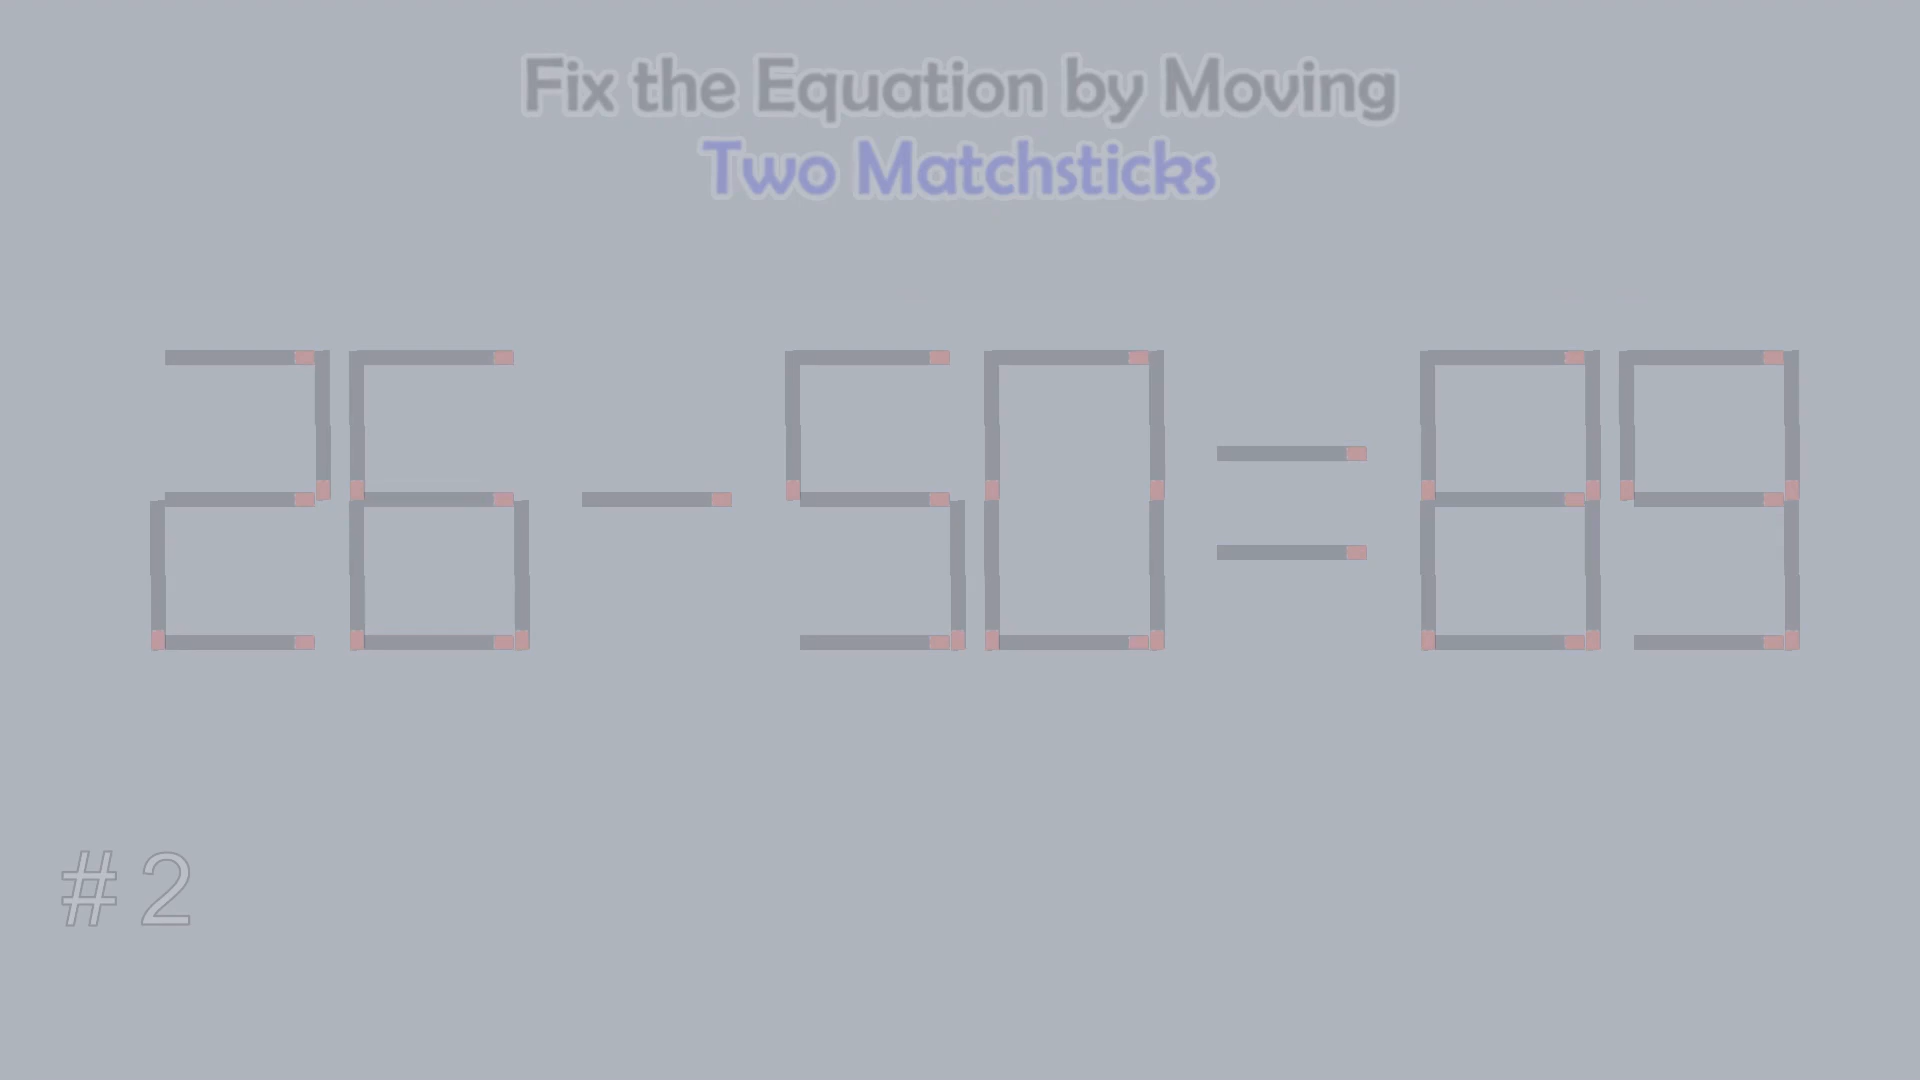 Fix the Equation by Moving
Two Matchsticks
26-50=89
#2